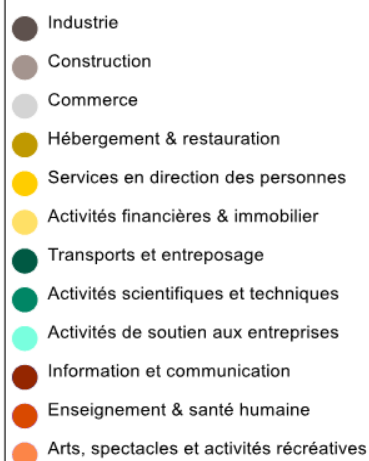 Industrie
Construction
Commerce
Hébergement & restauration
Services en direction des personnes
Activités financières & immobilier
Transports et entreposage
Activités scientifiques et techniques
Activités de soutien aux entreprises
Information et communication
Enseignement & santé humaine
Arts, spectacles et activités récréatives